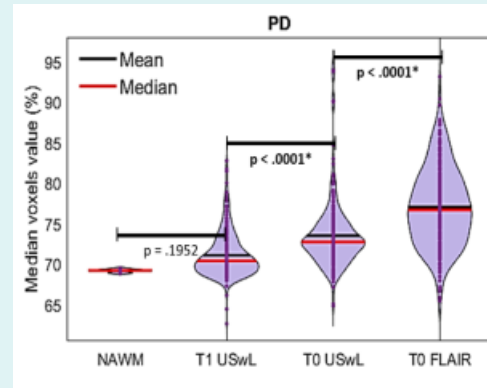 PD
Mean
Median
p < .0001*
p < .0001*
p = .1952
Median voxels value (%)
95
90
85
80
75
70
65
NAWM T1 USwL T0 USwL T0 FLAIR